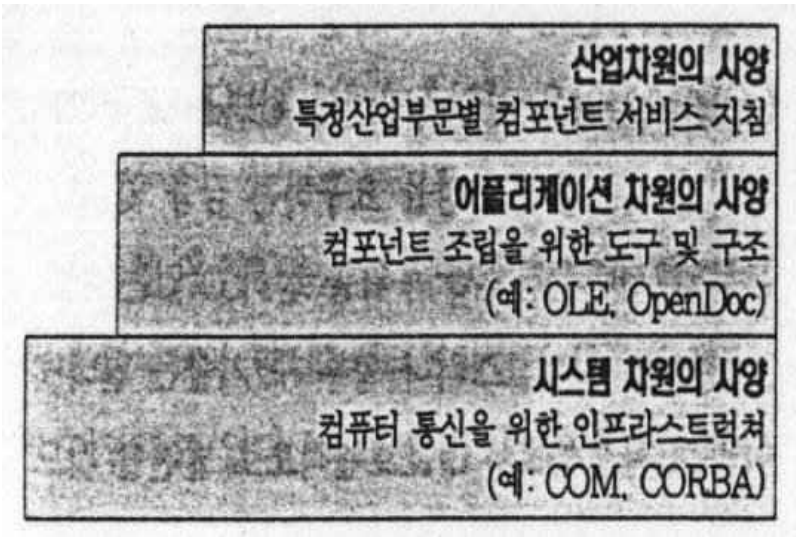 산업차원의 사양
특정산업부문별 컴포넌트 서비스 지침
어플리케이션 차원의 사양
컴포넌트 조립을 위한 도구 및 구조
(예: OLE, OpenDoc)
시스템 차원의 사양
컴퓨터 통신을 위한 인프라스트럭쳐
(예: COM, CORBA)